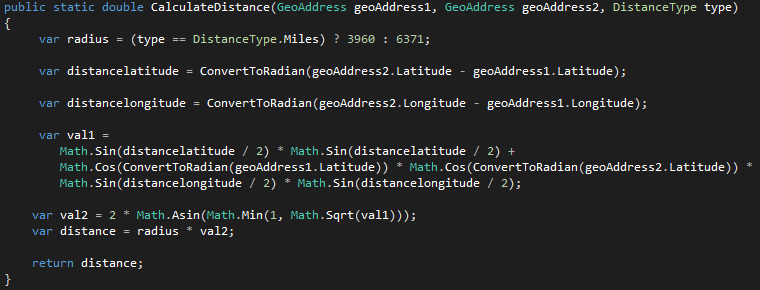 public static double CalculateDistance(GeoAddress geoAddress1, GeoAddress geoAddress2, DistanceType type)
{
var radius = (type == DistanceType.Miles) ? 3960 : 6371;
var distancelatitude = ConvertToRadian(geoAddress2.Latitude - geoAddress1.Latitude);
var distancelongitude = ConvertToRadian(geoAddress2.Longitude - geoAddress1.Longitude);
var val1 =
Math.Sin(distancelatitude / 2) * Math.Sin(distancelatitude / 2) +
Math.Cos(ConvertToRadian(geoAddress1.Latitude)) * Math.Cos(ConvertToRadian(geoAddress2.Latitude)) *
Math.Sin(distancelongitude / 2) * Math.Sin(distancelongitude / 2);
var val2 = 2 * Math.Asin(Math.Min(1, Math.Sqrt(val1)));
var distance = radius * val2;
return distance;
}